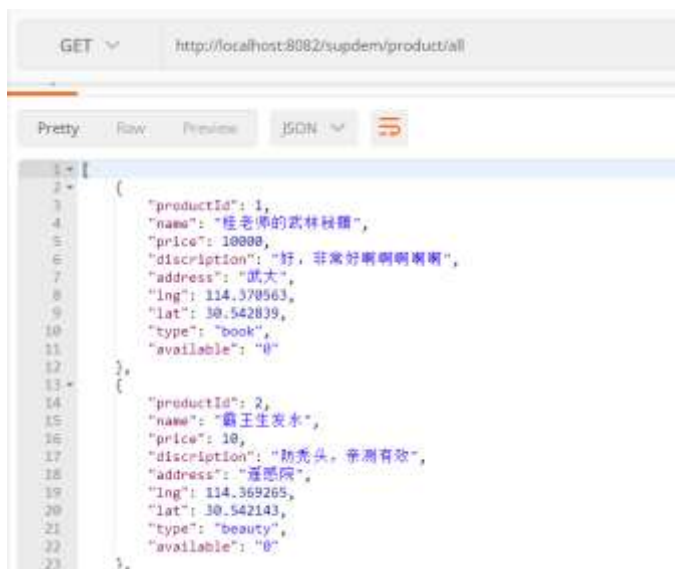 GET http://localhost:8082/supdem/product/all
Pretty Raw Preview JSON
1 [
2 {
3 "productId": 1,
4 "name": "桂老师的武林秘籍",
5 "price": 10000,
6 "discription": "好，非常好啊啊啊啊啊",
7 "address": "武大",
8 "lng": 114.370563,
9 "lat": 30.542839,
10 "type": "book",
11 "available": "0"
12 },
13 {
14 "productId": 2,
15 "name": "霸王生发水",
16 "price": 10,
17 "discription": "防秃头，亲测有效",
18 "address": "遥感院",
19 "lng": 114.369265,
20 "lat": 30.542143,
21 "type": "beauty",
22 "available": "0"
23 },